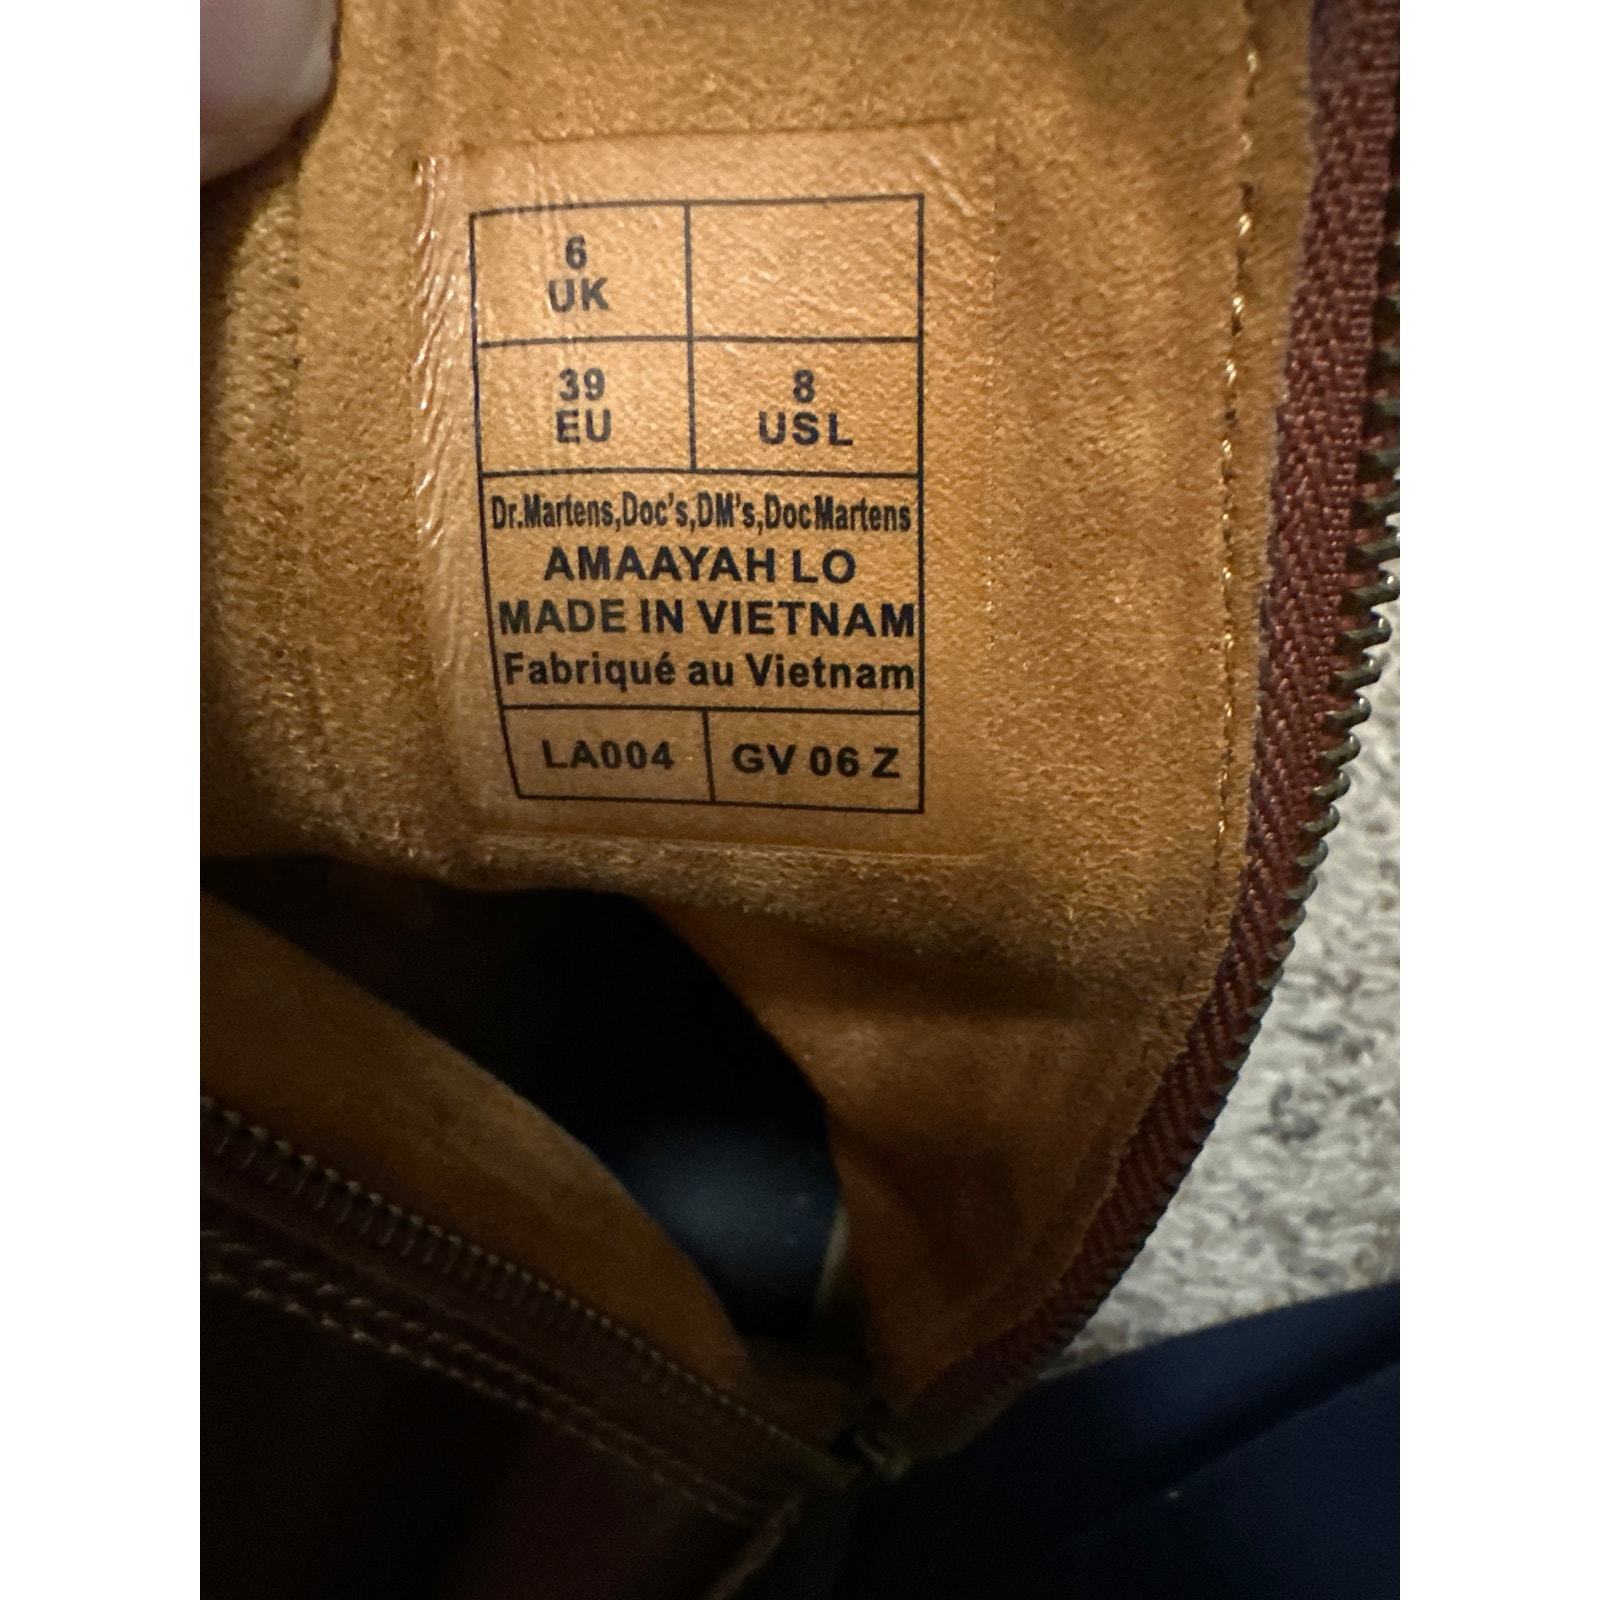 6
UK
39
EU
8
USL
Dr.Martens,Doc's,DM's,DocMartens
AMAAYAH LO
MADE IN VIETNAM
Fabriqué au Vietnam
LA004
GV 06 Z